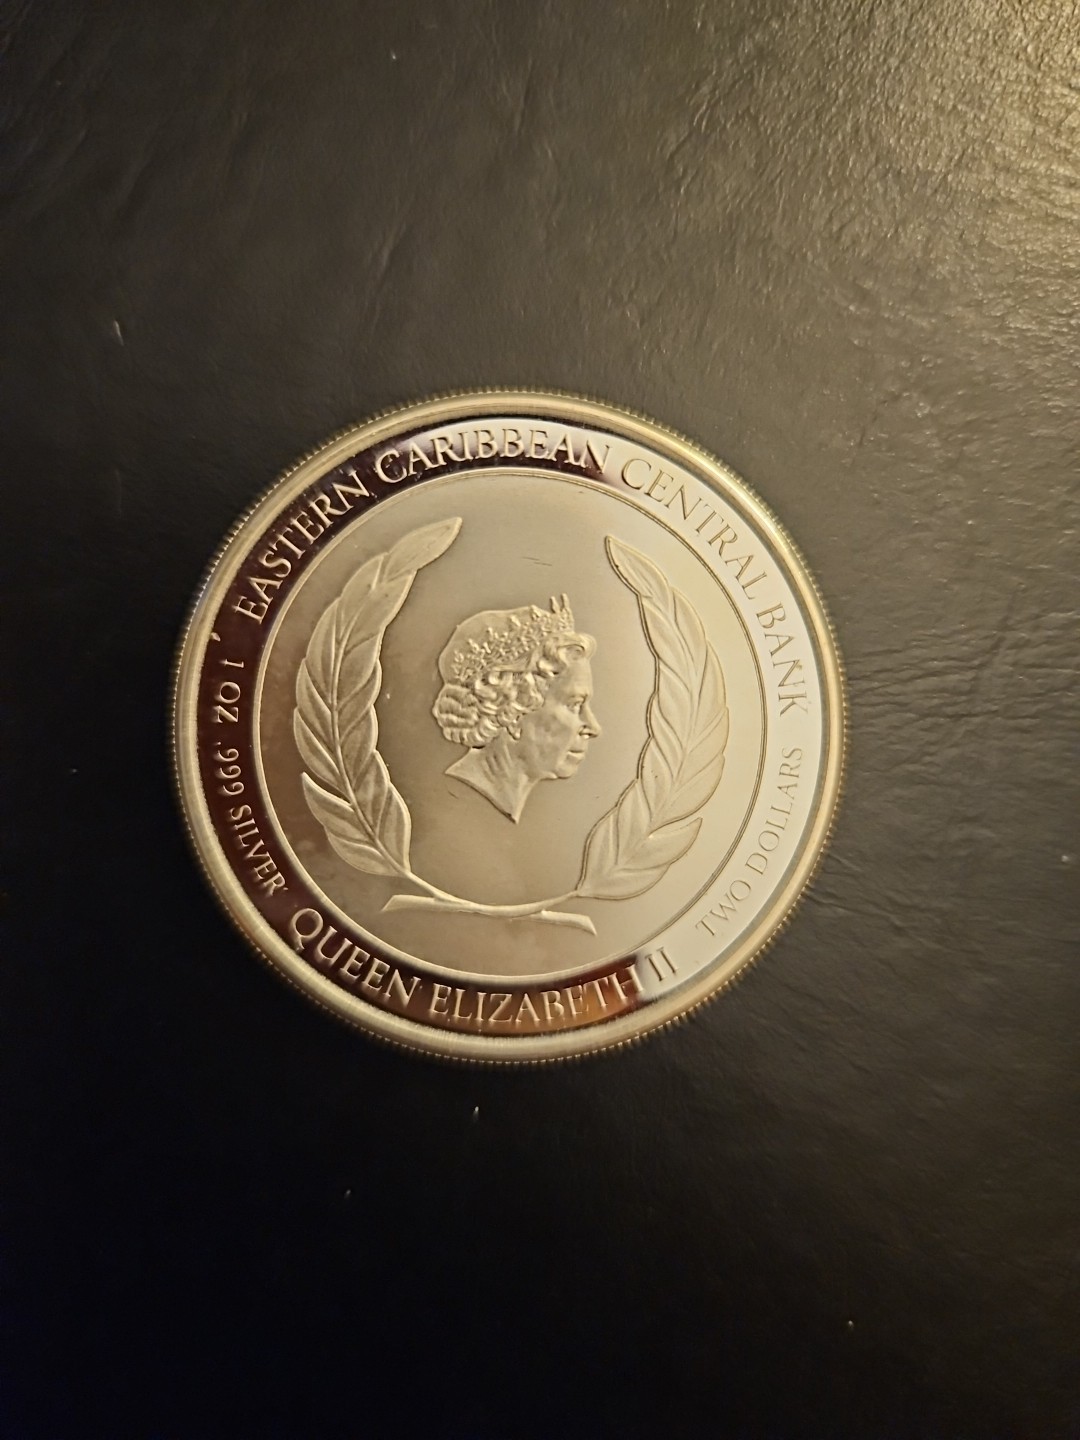 EASTERN CARIBBEAN CENTRAL BANK
TWO DOLLARS
QUEEN ELIZABETH II
1 OZ .999 SILVER